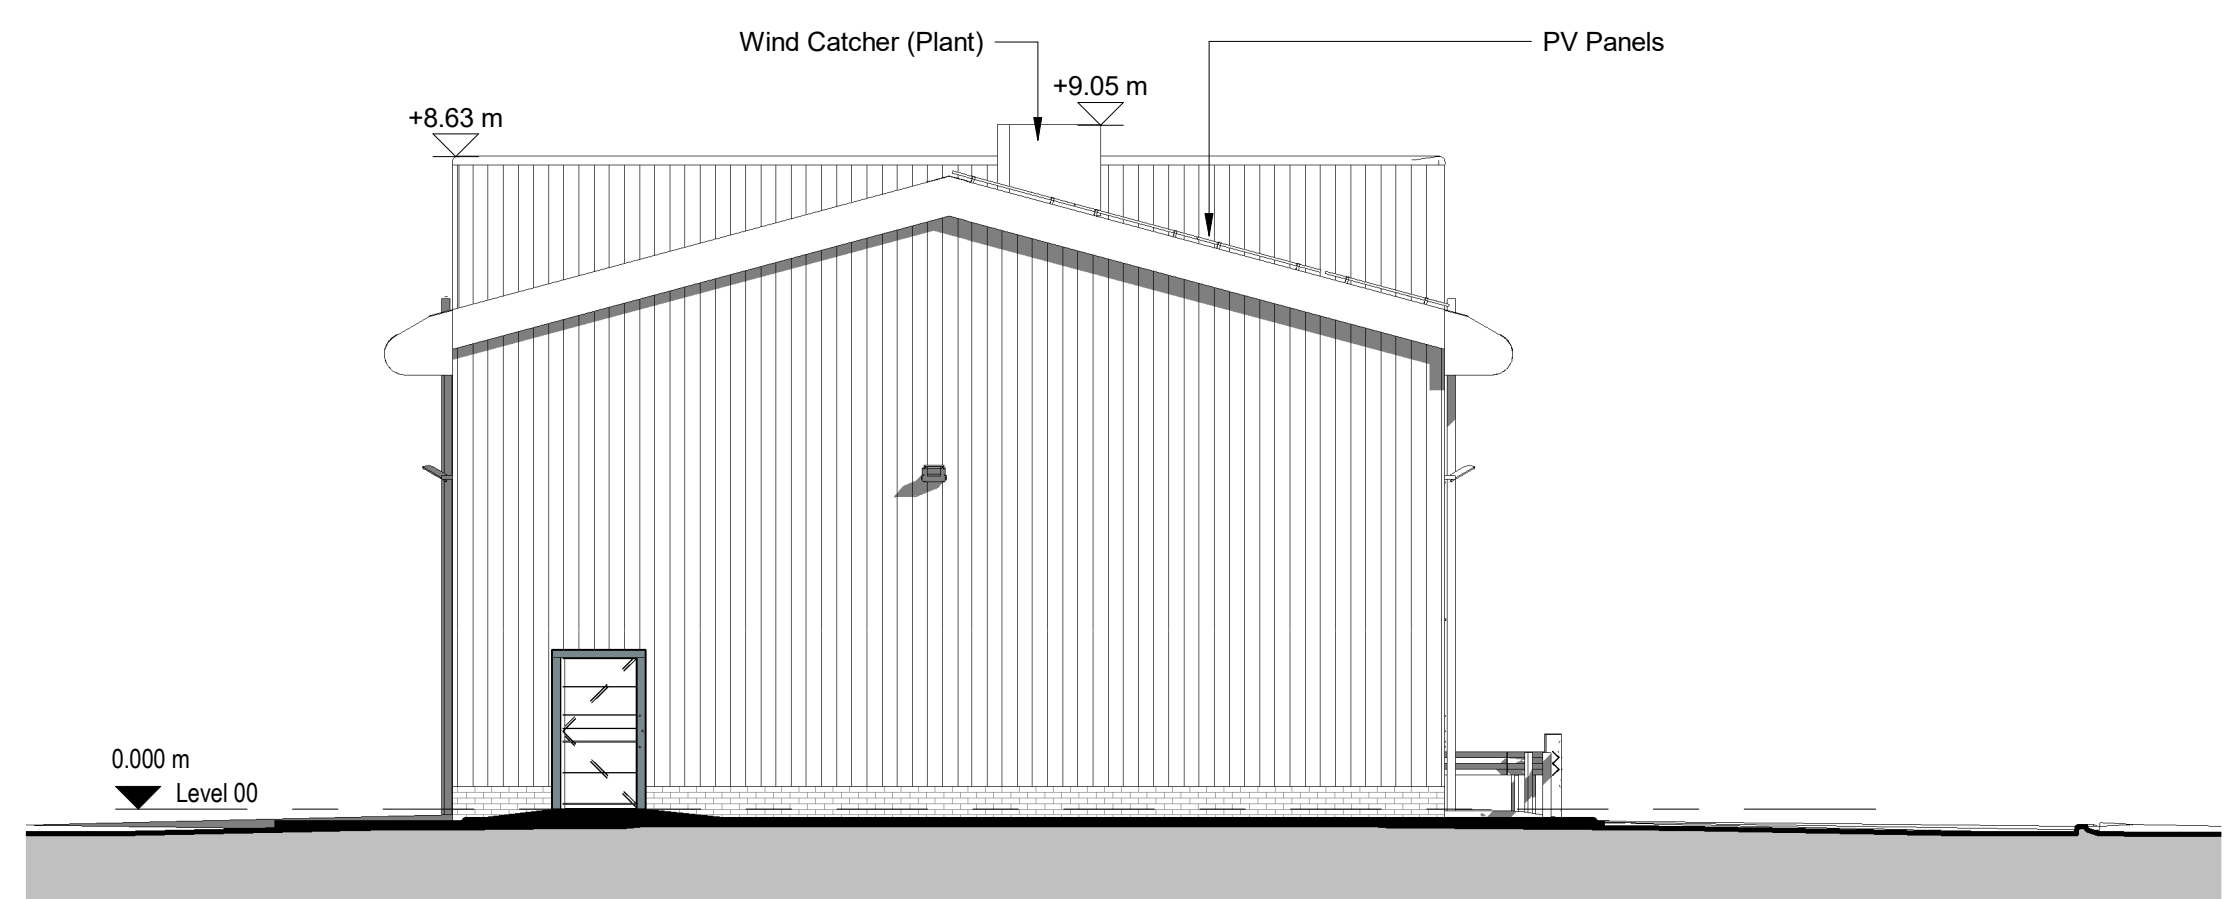 Wind Catcher (Plant)
PV Panels
+9.05 m
+8.63 m
0.000 m
Level 00